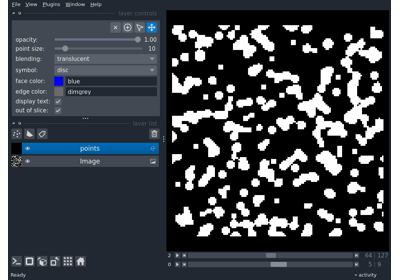 File View Plugins Window Help
layer controls
opacity: 1.00
point size: 10
blending: translucent
symbol: disc
face color: blue
edge color: dimgrey
display text:
out of slice:
layer list
points
Image
2 64 127
0 5 9
Ready activity